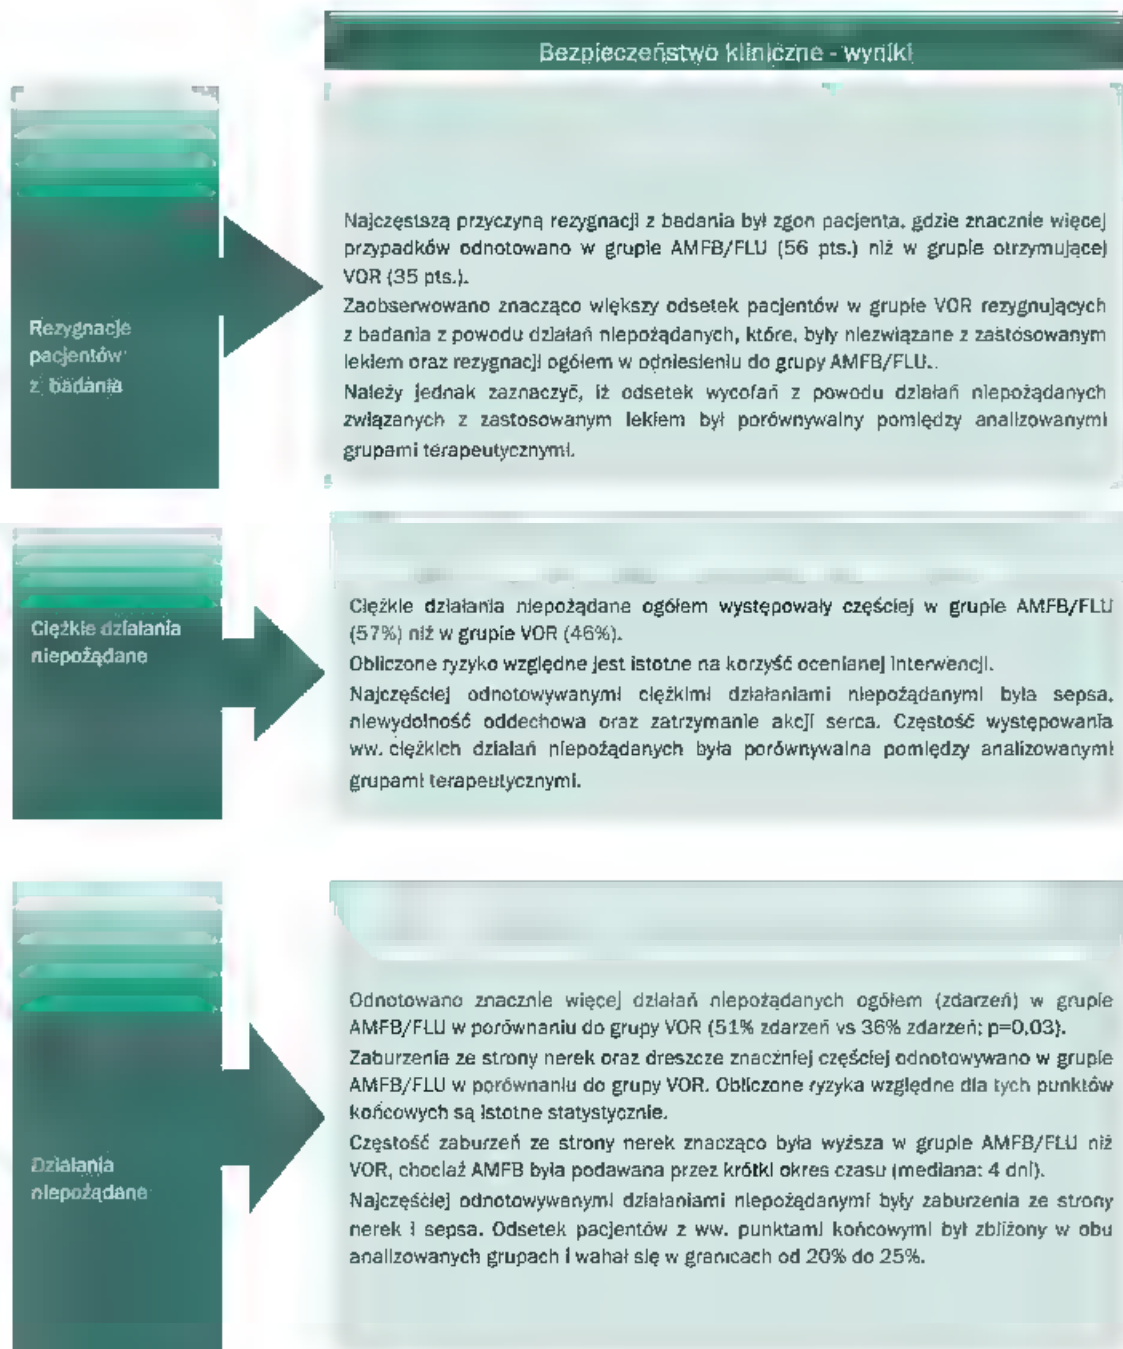 Bezpieczeństwo kliniczne - wyniki
Rezygnacje
pacjentów
z badania
Najczęstszą przyczyną rezygnacji z badania był zgon pacjenta, gdzie znacznie więcej
przypadków odnotowano w grupie AMFB/FLU (56 pts.) niż w grupie otrzymującej
VOR (35 pts.).
Zaobserwowano znacząco większy odsetek pacjentów w grupie VOR rezygnujących
z badania z powodu działań niepożądanych, które, były niezwiązane z zastosowanym
lekiem oraz rezygnacji ogółem w odniesieniu do grupy AMFB/FLU..
Należy jednak zaznaczyć, iż odsetek wycofań z powodu działań niepożądanych
związanych z zastosowanym lekiem był porównywalny pomiędzy analizowanymi
grupami terapeutycznymi.
Ciężkie działania
niepożądane
Ciężkie działania niepożądane ogółem występowały częściej w grupie AMFB/FLU
(57%) niż w grupie VOR (46%).
Obliczone ryzyko względne jest istotne na korzyść ocenianej interwencji.
Najczęściej odnotowywanymi ciężkimi działaniami niepożądanymi była sepsa,
niewydolność oddechowa oraz zatrzymanie akcji serca. Częstość występowania
ww. ciężkich działań niepożądanych była porównywalna pomiędzy analizowanymi
grupami terapeutycznymi.
Działania
niepożądane
Odnotowano znacznie więcej działań niepożądanych ogółem (zdarzeń) w grupie
AMFB/FLU w porównaniu do grupy VOR (51% zdarzeń vs 36% zdarzeń; p=0,03).
Zaburzenia ze strony nerek oraz dreszcze znaczniej częściej odnotowywano w grupie
AMFB/FLU w porównaniu do grupy VOR. Obliczone ryzyka względne dla tych punktów
końcowych są istotne statystycznie.
Częstość zaburzeń ze strony nerek znacząco była wyższa w grupie AMFB/FLU niż
VOR, chociaż AMFB była podawana przez krótki okres czasu (mediana: 4 dni).
Najczęściej odnotowywanymi działaniami niepożądanymi były zaburzenia ze strony
nerek i sepsa. Odsetek pacjentów z ww. punktami końcowymi był zbliżony w obu
analizowanych grupach i wahał się w granicach od 20% do 25%.